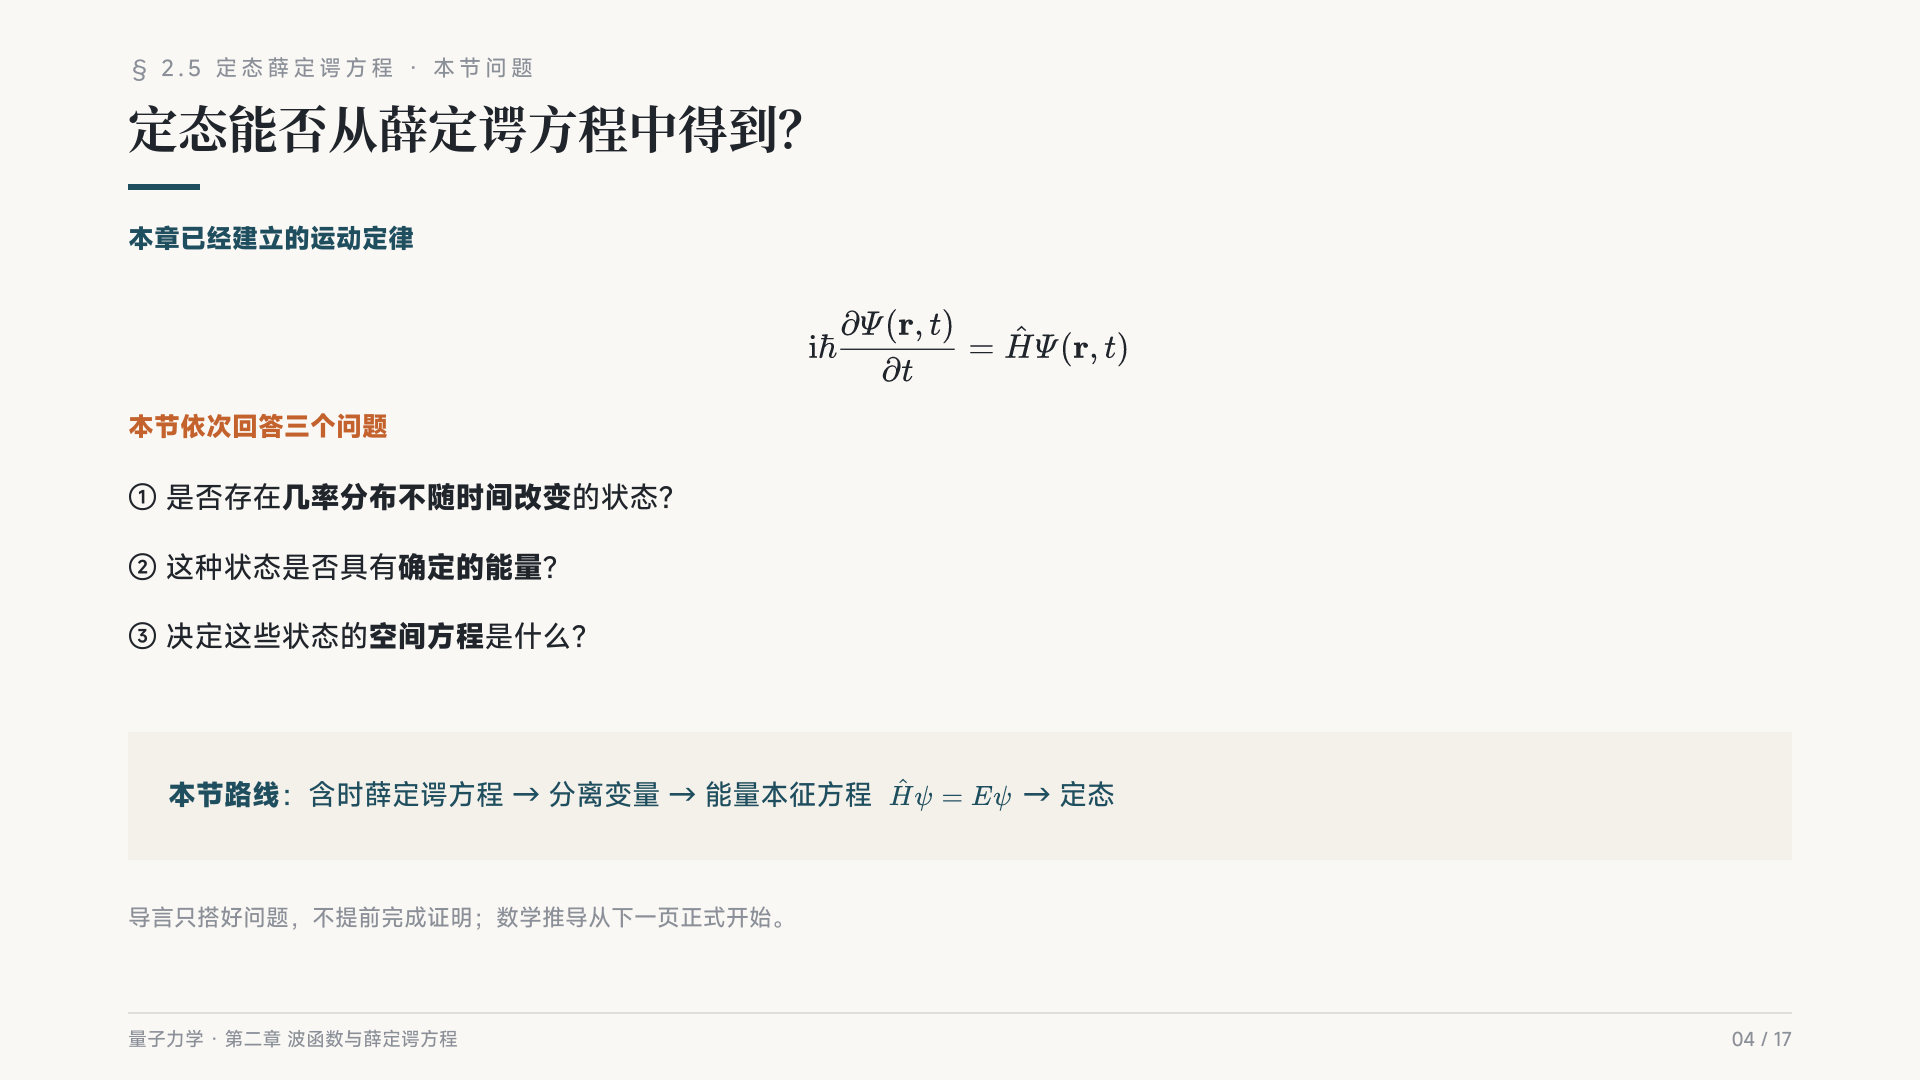 § 2.5 定态薛定谔方程 · 本节问题
定态能否从薛定谔方程中得到?
本章已经建立的运动定律
iℏ ∂Ψ(r, t)/∂t = ĤΨ(r, t)
本节依次回答三个问题
① 是否存在几率分布不随时间改变的状态?
② 这种状态是否具有确定的能量?
③ 决定这些状态的空间方程是什么?
本节路线：含时薛定谔方程 → 分离变量 → 能量本征方程 Ĥψ = Eψ → 定态
导言只搭好问题，不提前完成证明；数学推导从下一页正式开始。
量子力学 · 第二章 波函数与薛定谔方程
04 / 17